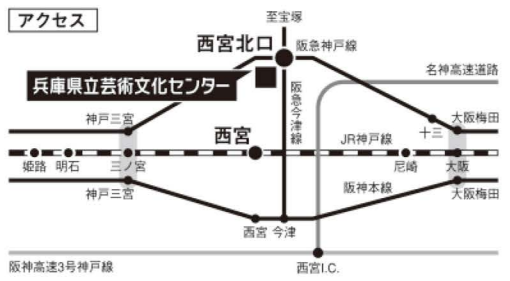 アクセス
至宝塚
西宮北口
阪急神戸線
名神高速道路
兵庫県立芸術文化センター
阪急今津線
神戸三宮
十三
大阪梅田
西宮
JR神戸線
姫路
明石
三ノ宮
尼崎
大阪
神戸三宮
阪神本線
大阪梅田
西宮
今津
阪神高速3号神戸線
西宮I.C.